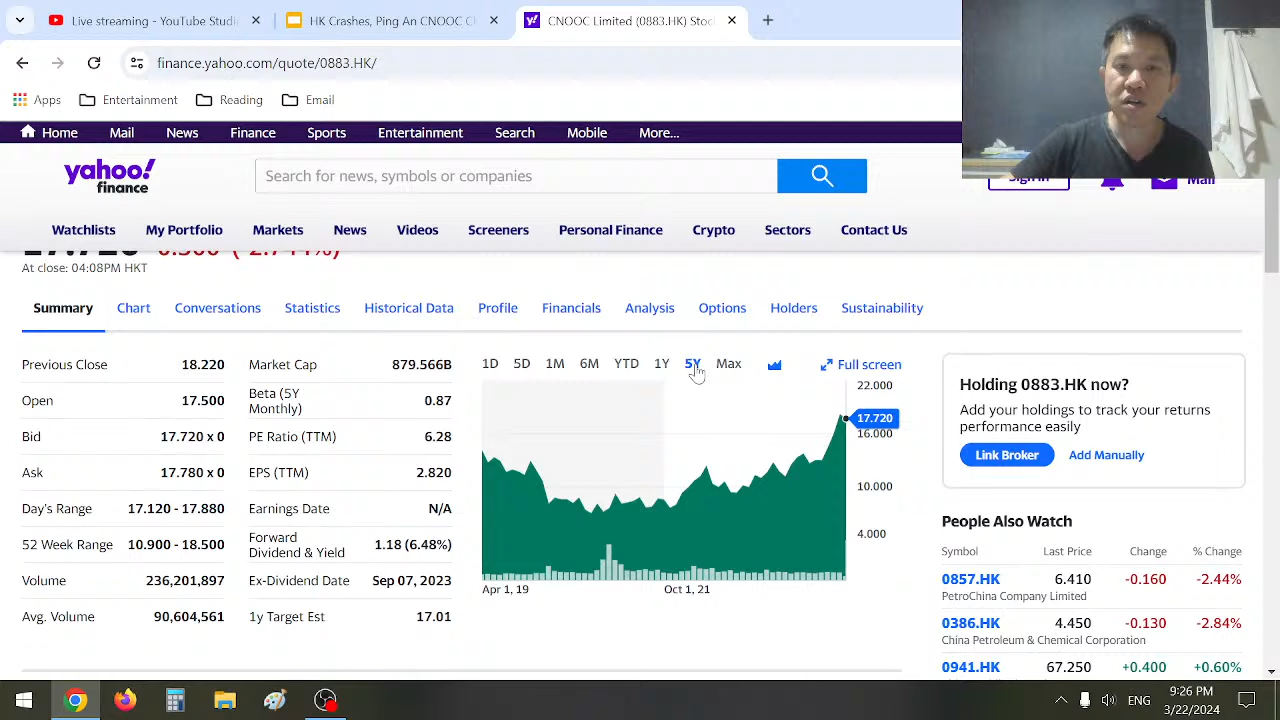 Live streaming - YouTube Studi
HK Crashes, Ping An CNOOC C
CNOOC Limited (0883.HK) Stoc
finance.yahoo.com/quote/0883.HK/
Apps
Entertainment
Reading
Email
Home
Mail
News
Finance
Sports
Entertainment
Search
Mobile
More...
yahoo!
finance
Search for news, symbols or companies
Mail
Watchlists
My Portfolio
Markets
News
Videos
Screeners
Personal Finance
Crypto
Sectors
Contact Us
At close: 04:08PM HKT
Summary
Chart
Conversations
Statistics
Historical Data
Profile
Financials
Analysis
Options
Holders
Sustainability
Previous Close 18.220
Open 17.500
Bid 17.720 x 0
Ask 17.780 x 0
Day's Range 17.120 - 17.880
52 Week Range 10.900 - 18.500
Volume 236,201,897
Avg. Volume 90,604,561
Market Cap 879.566B
Beta (5Y
Monthly) 0.87
PE Ratio (TTM) 6.28
EPS (TTM) 2.820
Earnings Date N/A
Forward
Dividend & Yield 1.18 (6.48%)
Ex-Dividend Date Sep 07, 2023
1y Target Est 17.01
1D 5D 1M 6M YTD 1Y 5Y Max
Full screen
22.000
17.720
16.000
10.000
4.000
Apr 1, 19
Oct 1, 21
Holding 0883.HK now?
Add your holdings to track your returns
performance easily
Link Broker
Add Manually
People Also Watch
Symbol Last Price Change % Change
0857.HK 6.410 -0.160 -2.44%
PetroChina Company Limited
0386.HK 4.450 -0.130 -2.84%
China Petroleum & Chemical Corporation
0941.HK 67.250 +0.400 +0.60%
ENG
9:26 PM
3/22/2024